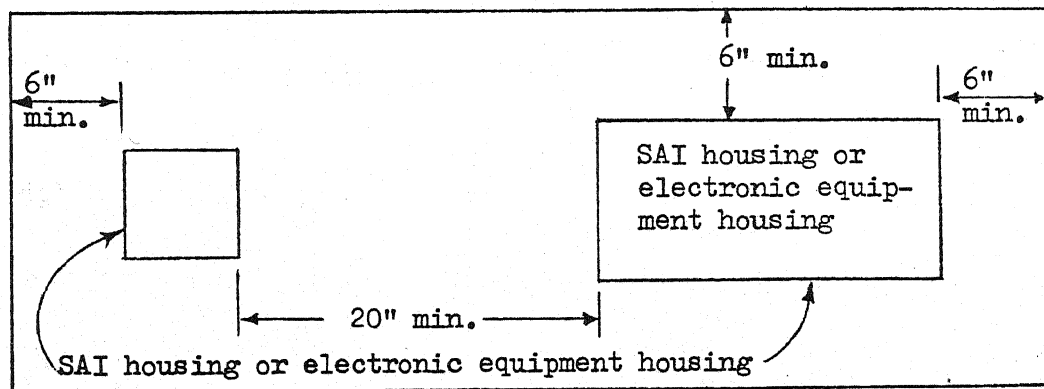 6"
min.
6" min.
6"
min.
SAI housing or
electronic equip-
ment housing
20" min.
SAI housing or electronic equipment housing